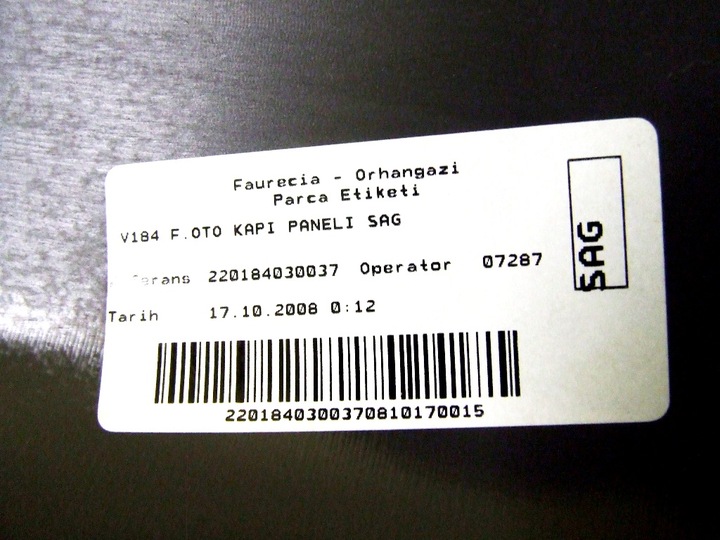 Faurecia - Orhangazi
Parca Etiketi
V184 F.OTO KAPI PANELI SAG
220184030037 Operator 07287
Tarih 17.10.2008 0:12
2201840300370810170015
SAG